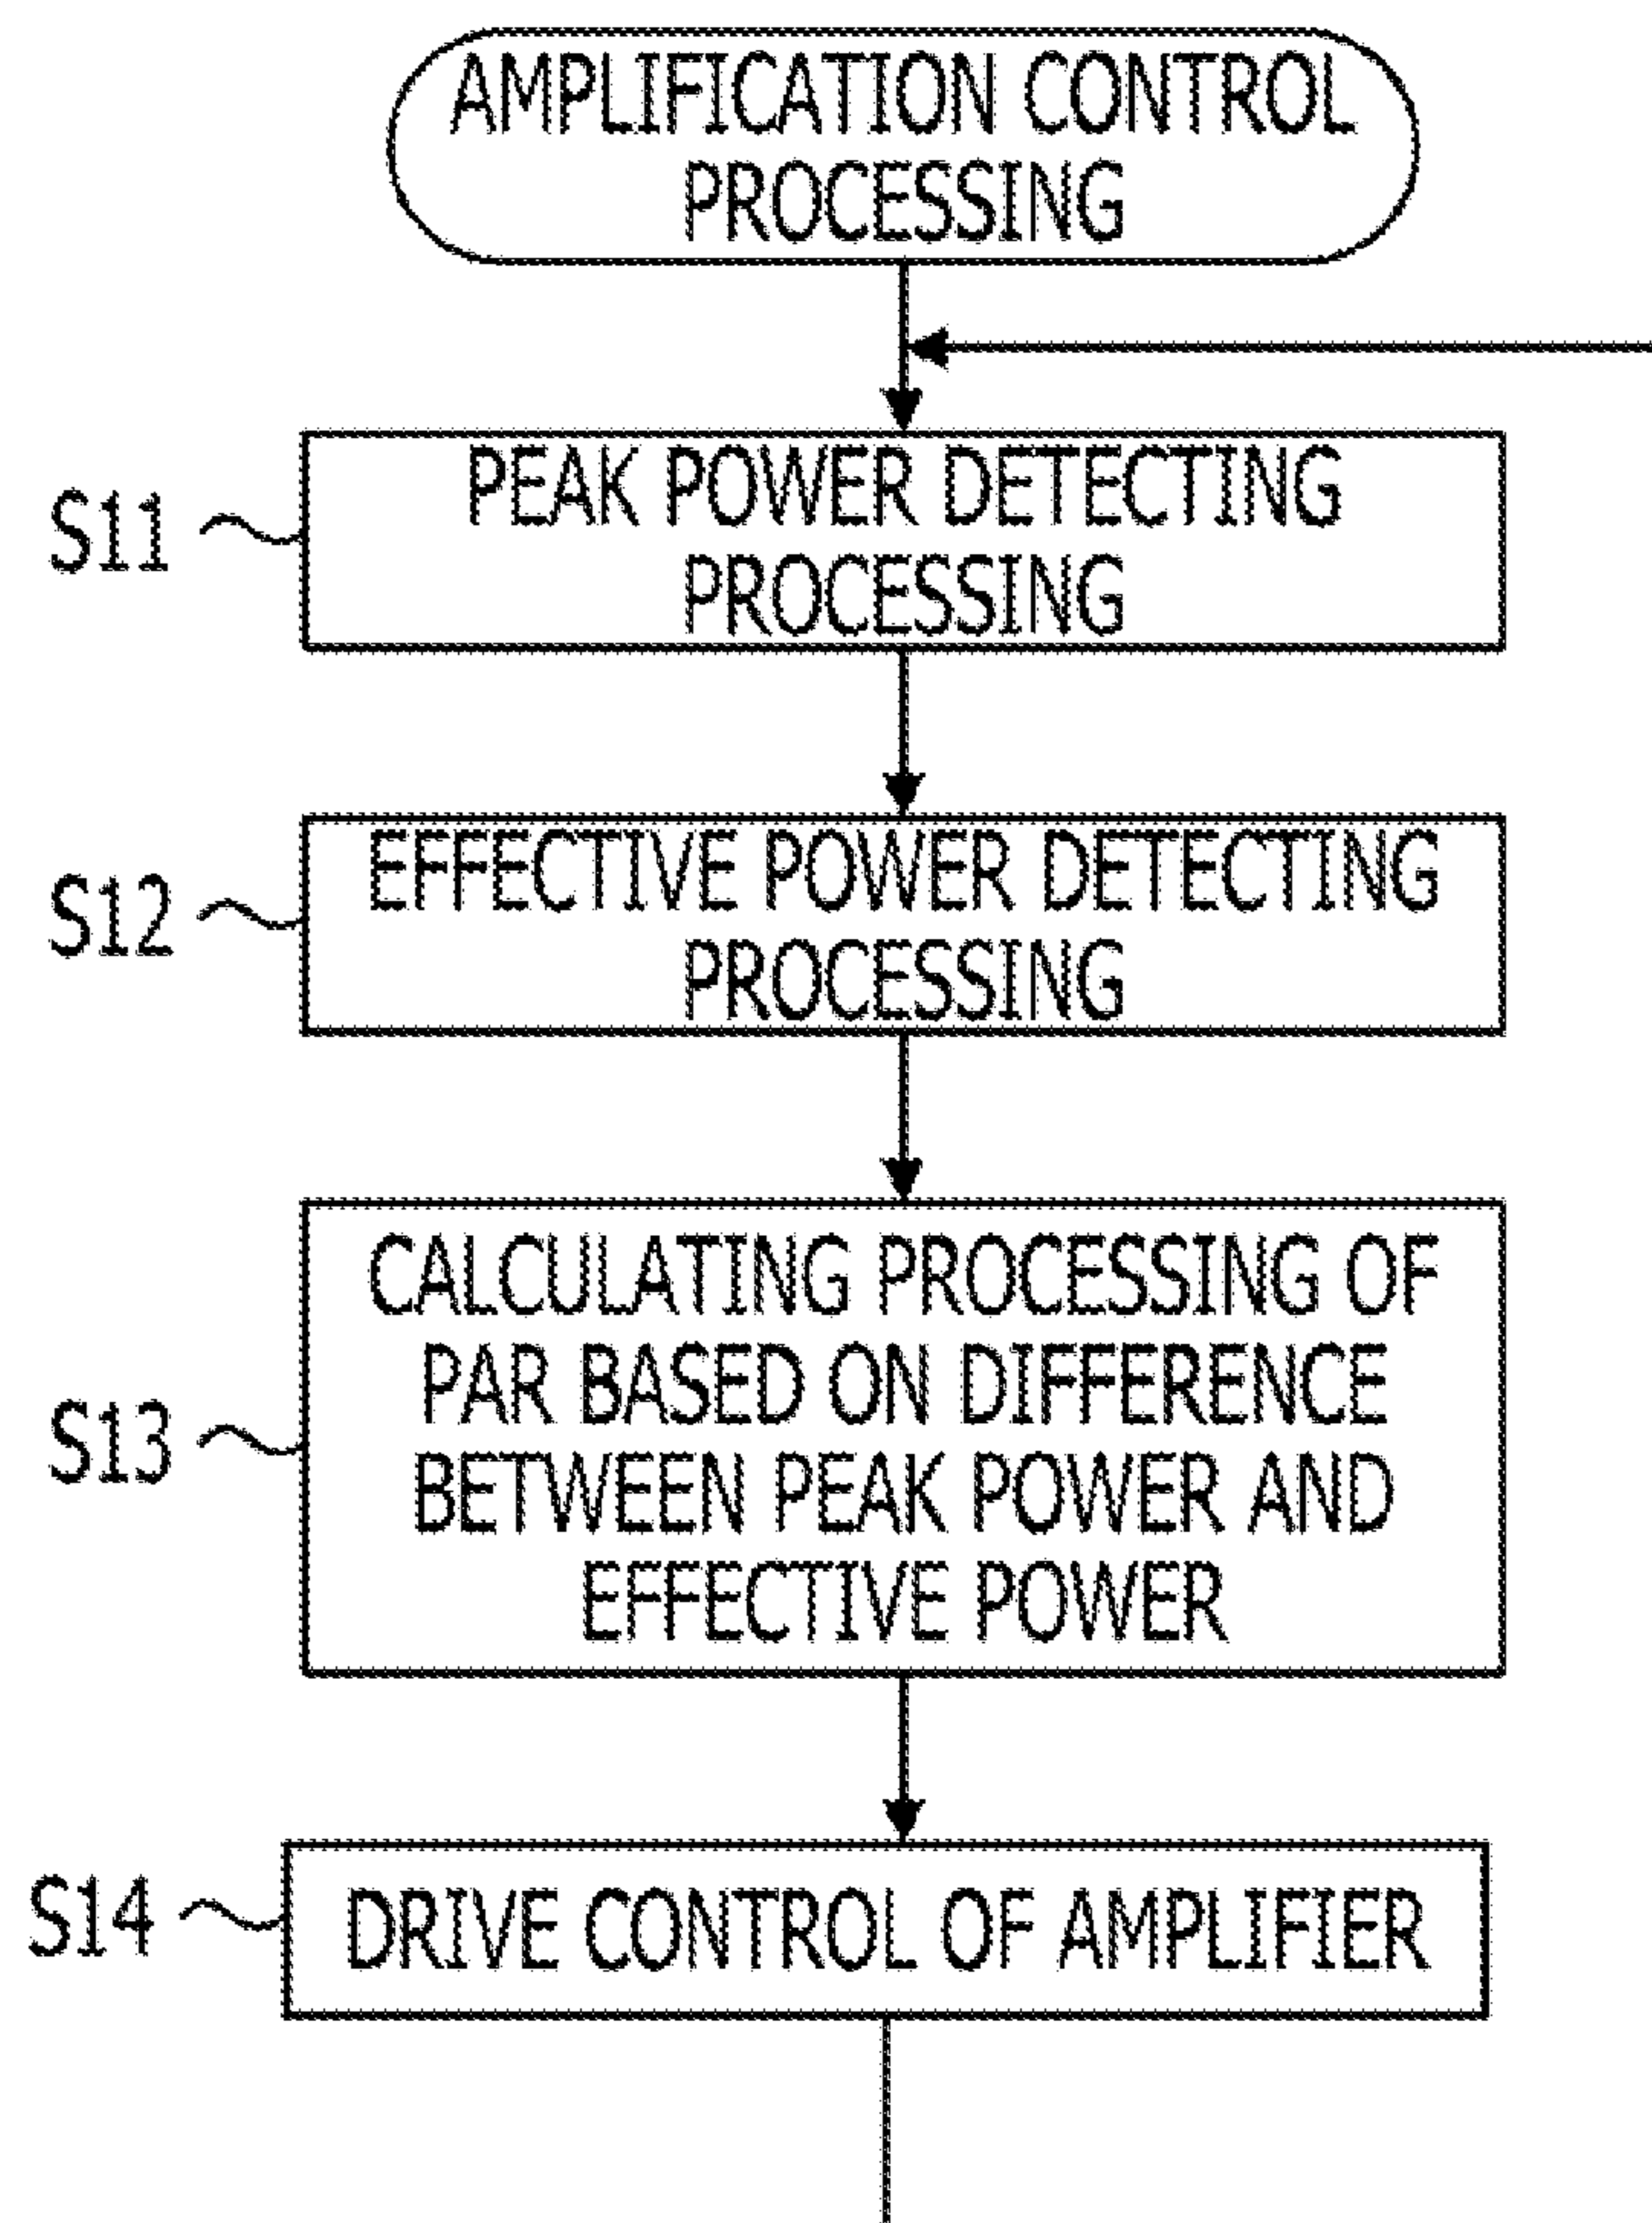 AMPLIFICATION CONTROL
PROCESSING
S11
PEAK POWER DETECTING
PROCESSING
S12
EFFECTIVE POWER DETECTING
PROCESSING
S13
CALCULATING PROCESSING OF
PAR BASED ON DIFFERENCE
BETWEEN PEAK POWER AND
EFFECTIVE POWER
S14
DRIVE CONTROL OF AMPLIFIER